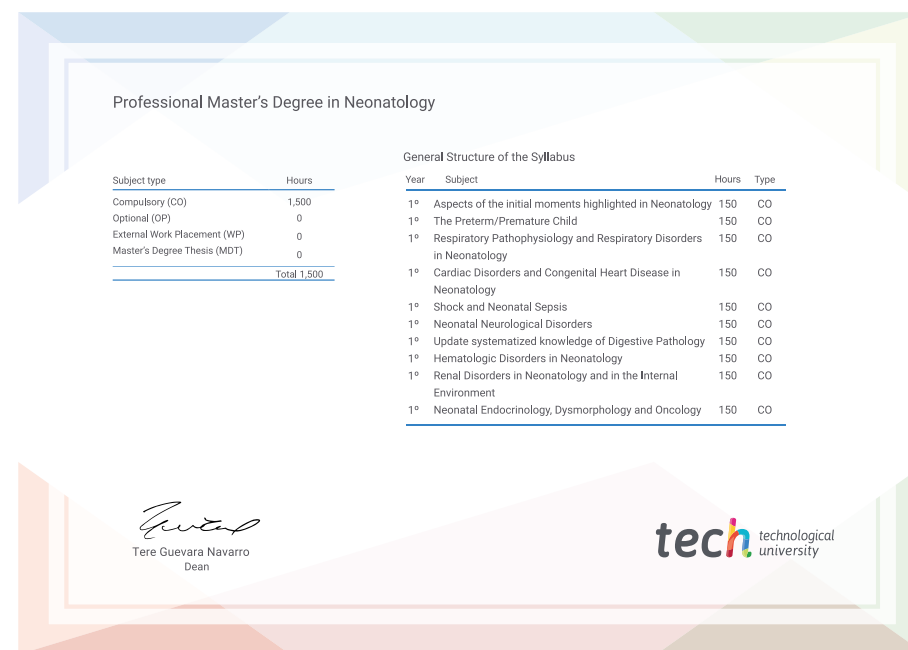 Professional Master's Degree in Neonatology
Subject type Hours
Compulsory (CO) 1,500
Optional (OP) 0
External Work Placement (WP) 0
Master's Degree Thesis (MDT) 0
Total 1,500
General Structure of the Syllabus
Year Subject Hours Type
1º Aspects of the initial moments highlighted in Neonatology 150 CO
1º The Preterm/Premature Child 150 CO
1º Respiratory Pathophysiology and Respiratory Disorders 150 CO
in Neonatology
1º Cardiac Disorders and Congenital Heart Disease in 150 CO
Neonatology
1º Shock and Neonatal Sepsis 150 CO
1º Neonatal Neurological Disorders 150 CO
1º Update systematized knowledge of Digestive Pathology 150 CO
1º Hematologic Disorders in Neonatology 150 CO
1º Renal Disorders in Neonatology and in the Internal 150 CO
Environment
1º Neonatal Endocrinology, Dysmorphology and Oncology 150 CO
Tere Guevara Navarro
Dean
tech technological
university